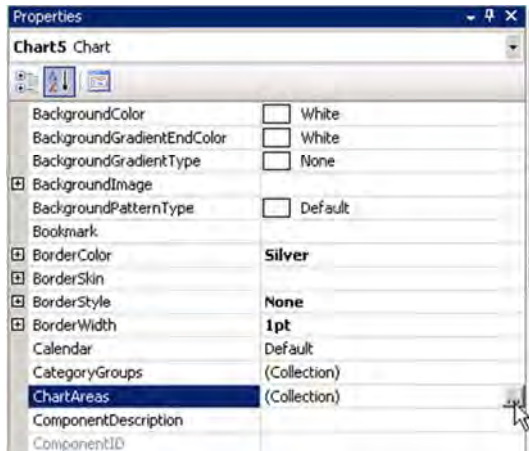 Properties
Chart5 Chart
BackgroundColor White
BackgroundGradientEndColor White
BackgroundGradientType None
BackgroundImage
BackgroundPatternType Default
Bookmark
BorderColor Silver
BorderSkin
BorderStyle None
BorderWidth 1pt
Calendar Default
CategoryGroups (Collection)
ChartAreas (Collection)
ComponentDescription
ComponentID